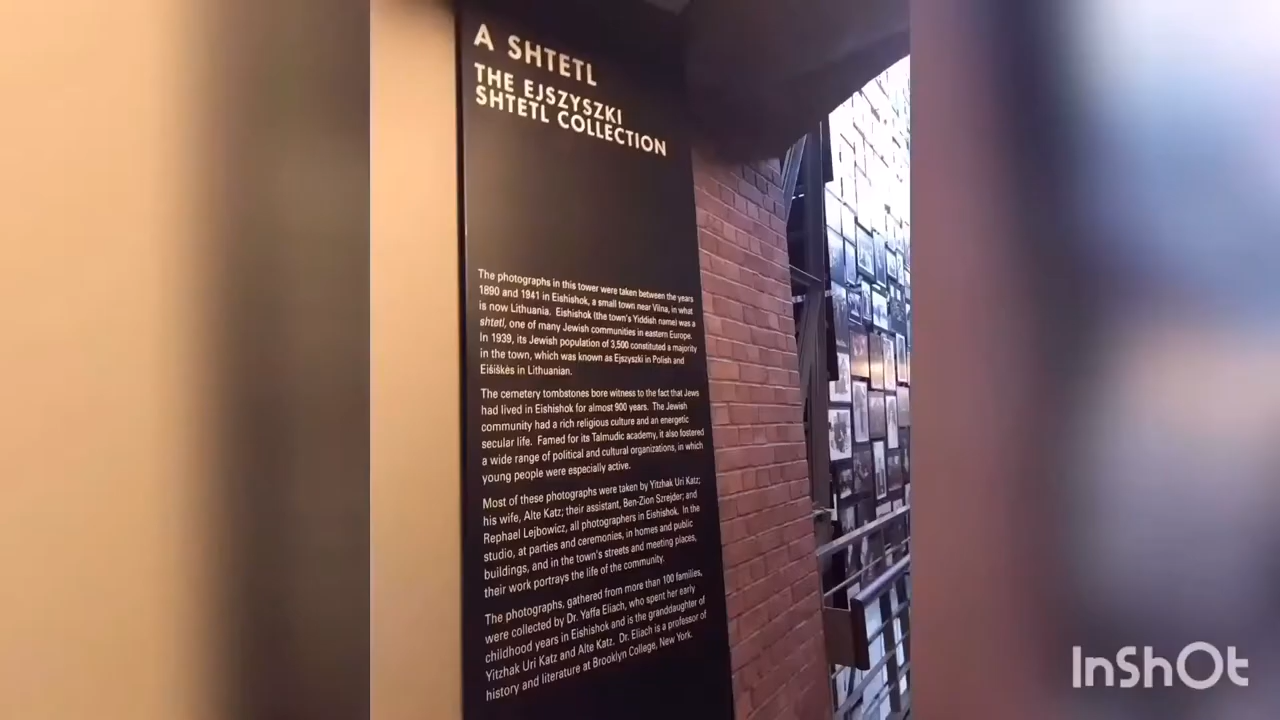 A SHTETL
THE EJSZYSZKI
SHTETL COLLECTION
The photographs in this tower were taken between the years
1890 and 1941 in Eishishok, a small town near Vilna, in what
is now Lithuania. Eishishok (the town's Yiddish name) was a
shtetl, one of many Jewish communities in eastern Europe.
In 1939, its Jewish population of 3,500 constituted a majority
in the town, which was known as Ejszyszki in Polish and
Eišiškės in Lithuanian.
The cemetery tombstones bore witness to the fact that Jews
had lived in Eishishok for almost 900 years. The Jewish
community had a rich religious culture and an energetic
secular life. Famed for its Talmudic academy, it also fostered
a wide range of political and cultural organizations, in which
young people were especially active.
Most of these photographs were taken by Yitzhak Uri Katz;
his wife, Alte Katz; their assistant, Ben-Zion Szrejder; and
Rephael Lejbowicz, all photographers in Eishishok. In the
studio, at parties and ceremonies, in homes and public
buildings, and in the town's streets and meeting places,
their work portrays the life of the community.
The photographs, gathered from more than 100 families,
were collected by Dr. Yaffa Eliach, who spent her early
childhood years in Eishishok and is the granddaughter of
Yitzhak Uri Katz and Alte Katz. Dr. Eliach is a professor of
history and literature at Brooklyn College, New York.
InShOt